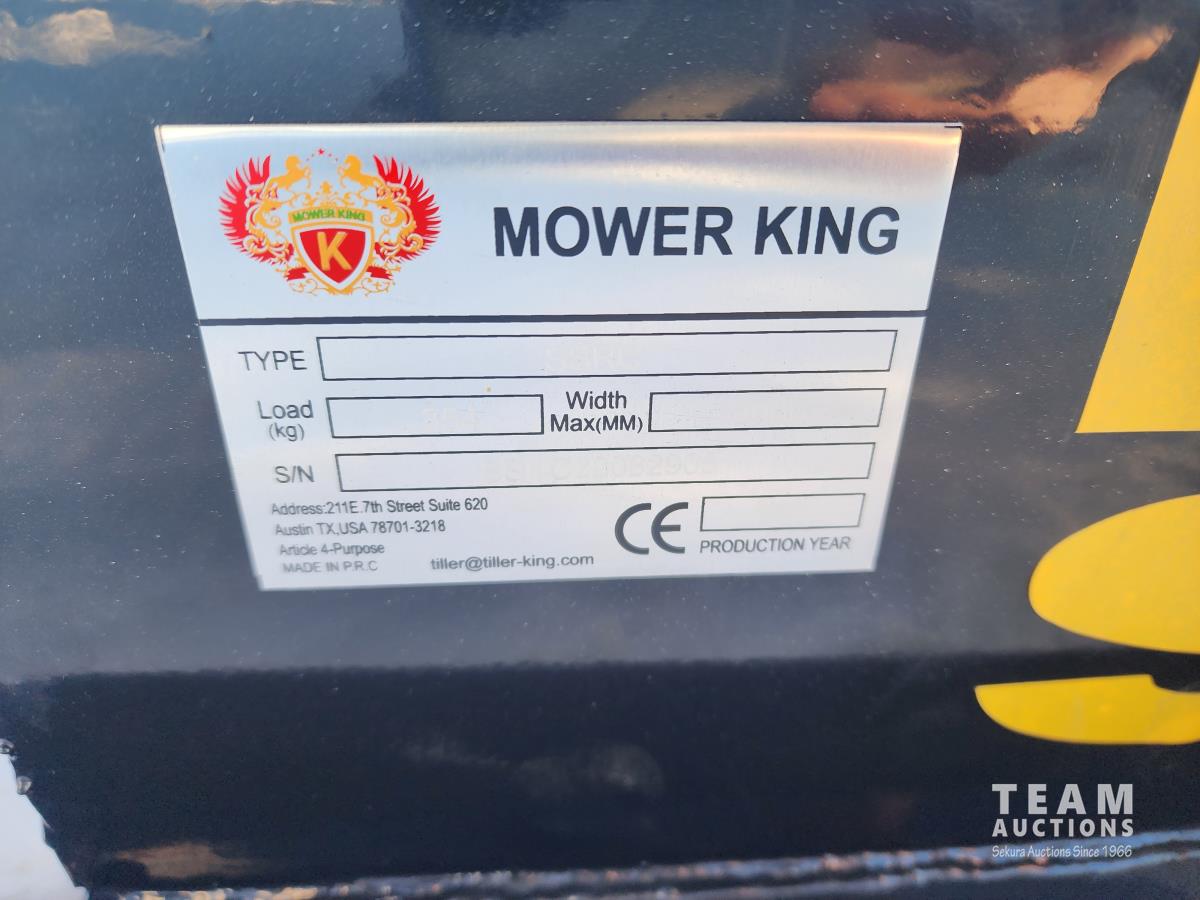 MOWER KING
K
MOWER KING
TYPE
Load (kg)
Width Max(MM)
S/N
Address:211E.7th Street Suite 620
Austin TX,USA 78701-3218
Article 4-Purpose
MADE IN P.R.C
tiller@tiller-king.com
CE
PRODUCTION YEAR
TEAM
AUCTIONS
Sekura Auctions Since 1966